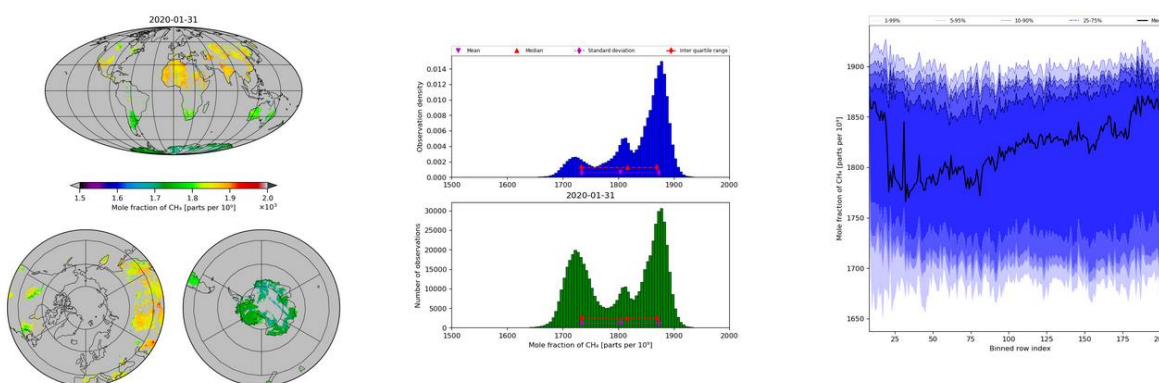 2020-01-31
1.5 1.6 1.7 1.8 1.9 2.0
Mole fraction of CH₄ [parts per 10⁹] ×10³
Mean Median Standard deviation Inter quartile range
0.014
0.012
0.010
0.008
0.006
0.004
0.002
0.000
Observation density
1500 1600 1700 1800 1900 2000
2020-01-31
30000
25000
20000
15000
10000
5000
0
Number of observations
1500 1600 1700 1800 1900 2000
Mole fraction of CH₄ [parts per 10⁹]
1-99% 5-95% 10-90% 25-75%
1900
1850
1800
1750
1700
1650
Mole fraction of CH₄ [parts per 10⁹]
25 50 75 100 125 150 175
Binned row index